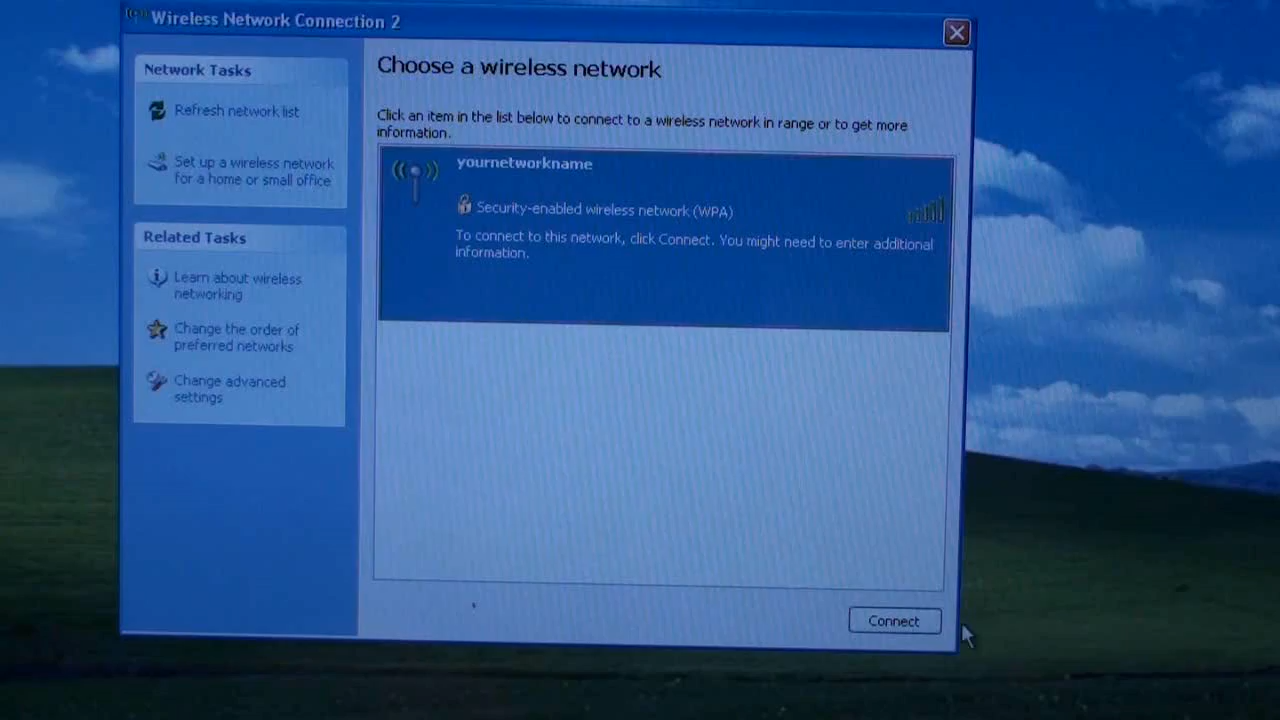 Wireless Network Connection 2
Network Tasks
Refresh network list
Set up a wireless network
for a home or small office
Related Tasks
Learn about wireless
networking
Change the order of
preferred networks
Change advanced
settings
Choose a wireless network
Click an item in the list below to connect to a wireless network in range or to get more
information.
yournetworkname
Security-enabled wireless network (WPA)
To connect to this network, click Connect. You might need to enter additional
information.
Connect